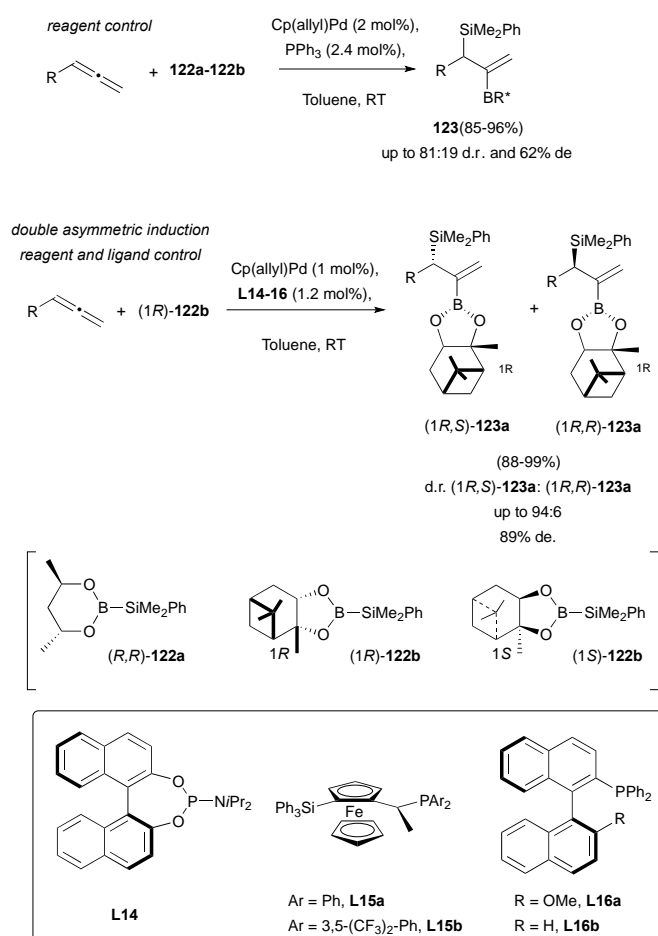 reagent control
R
+ 122a-122b
Cp(allyl)Pd (2 mol%),
PPh3 (2.4 mol%),
Toluene, RT
SiMe2Ph
R
BR*
123(85-96%)
up to 81:19 d.r. and 62% de
double asymmetric induction
reagent and ligand control
R
+ (1R)-122b
Cp(allyl)Pd (1 mol%),
L14-16 (1.2 mol%),
Toluene, RT
SiMe2Ph
R
B
O O
1R
(1R,S)-123a
+
SiMe2Ph
R
B
O O
1R
(1R,R)-123a
(88-99%)
d.r. (1R,S)-123a: (1R,R)-123a
up to 94:6
89% de.
O
B-SiMe2Ph
O
(R,R)-122a
O
B-SiMe2Ph
O
1R
(1R)-122b
O
B-SiMe2Ph
O
1S
(1S)-122b
O
P-NiPr2
O
L14
Ph3Si
Fe
PAr2
Ar = Ph, L15a
Ar = 3,5-(CF3)2-Ph, L15b
PPh2
R
R = OMe, L16a
R = H, L16b